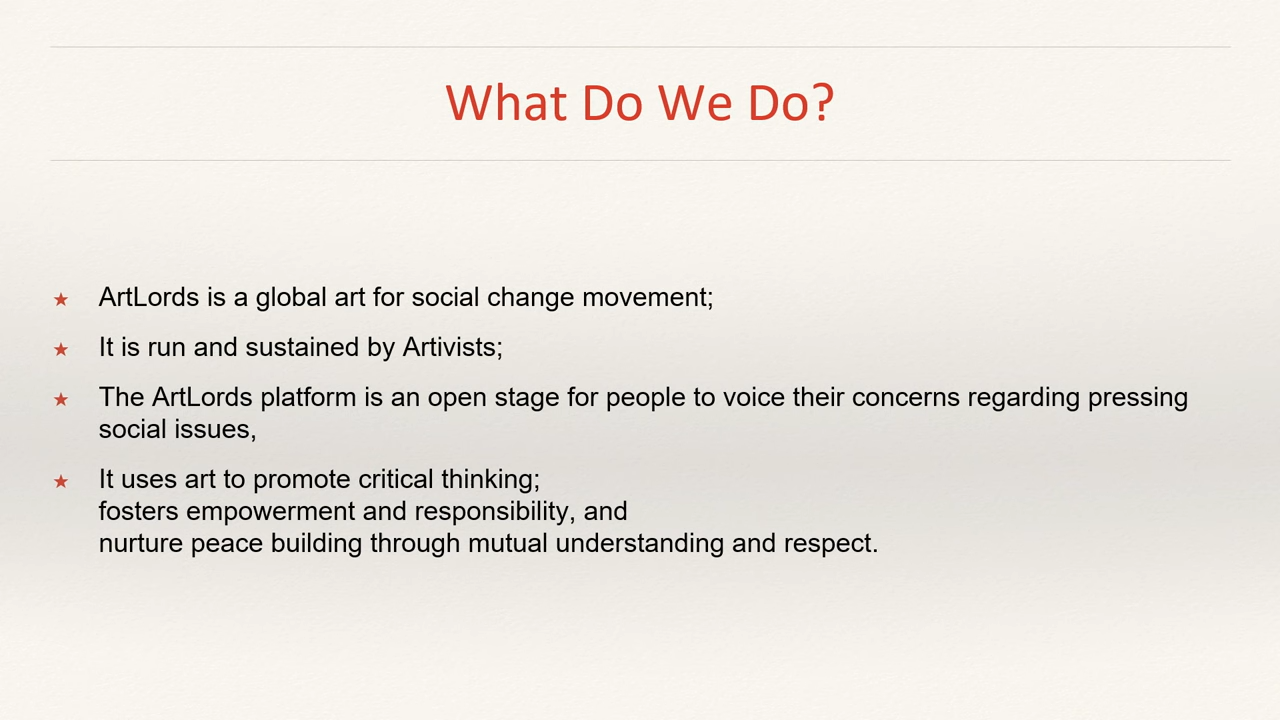 What Do We Do?
ArtLords is a global art for social change movement;
It is run and sustained by Artivists;
The ArtLords platform is an open stage for people to voice their concerns regarding pressing
social issues,
It uses art to promote critical thinking;
fosters empowerment and responsibility, and
nurture peace building through mutual understanding and respect.